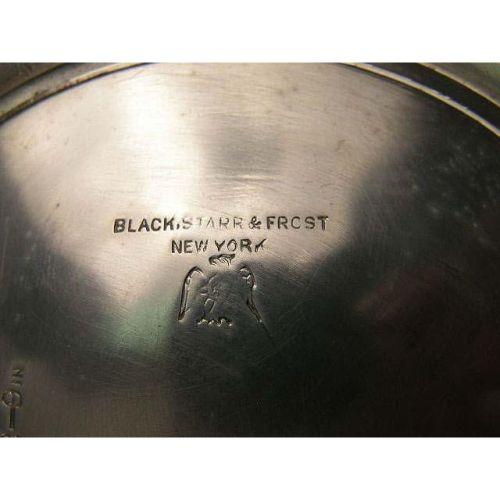 BLACK, STARR & FROST
NEW YORK